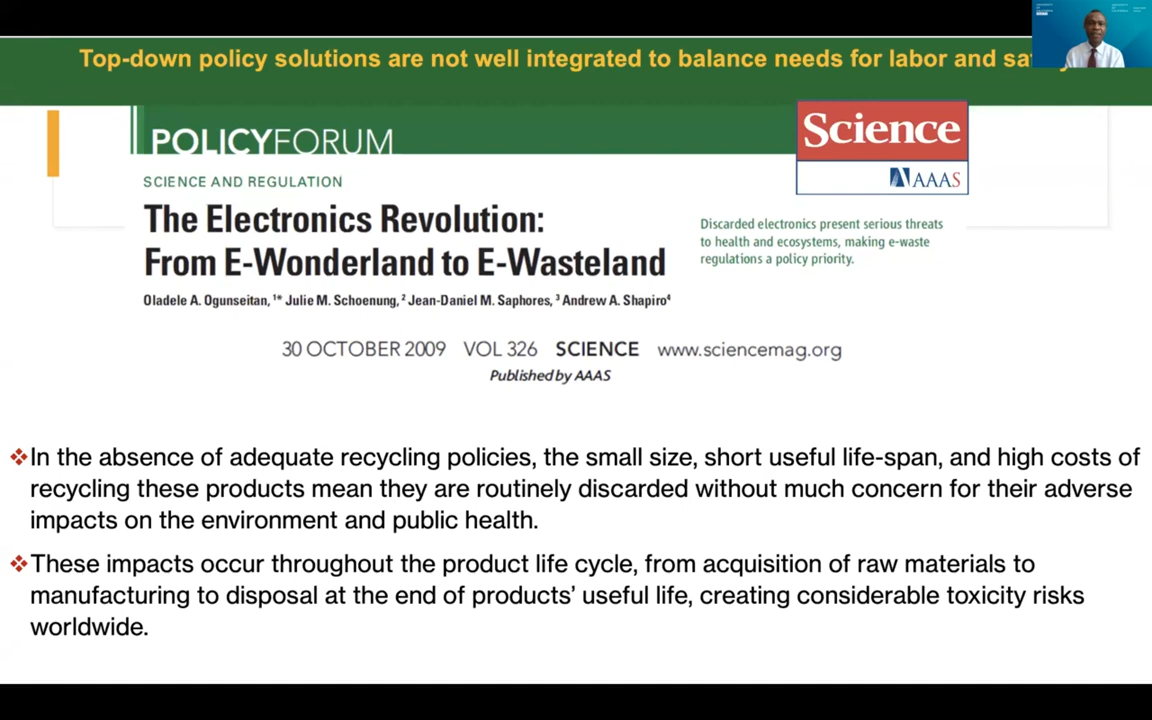 Top-down policy solutions are not well integrated to balance needs for labor and
POLICYFORUM
Science
AAAS
SCIENCE AND REGULATION
The Electronics Revolution:
From E-Wonderland to E-Wasteland
Discarded electronics present serious threats
to health and ecosystems, making e-waste
regulations a policy priority.
Oladele A. Ogunseitan, ¹* Julie M. Schoenung, ² Jean-Daniel M. Saphores, ³ Andrew A. Shapiro⁴
30 OCTOBER 2009 VOL 326 SCIENCE www.sciencemag.org
Published by AAAS
❖In the absence of adequate recycling policies, the small size, short useful life-span, and high costs of
recycling these products mean they are routinely discarded without much concern for their adverse
impacts on the environment and public health.
❖These impacts occur throughout the product life cycle, from acquisition of raw materials to
manufacturing to disposal at the end of products' useful life, creating considerable toxicity risks
worldwide.